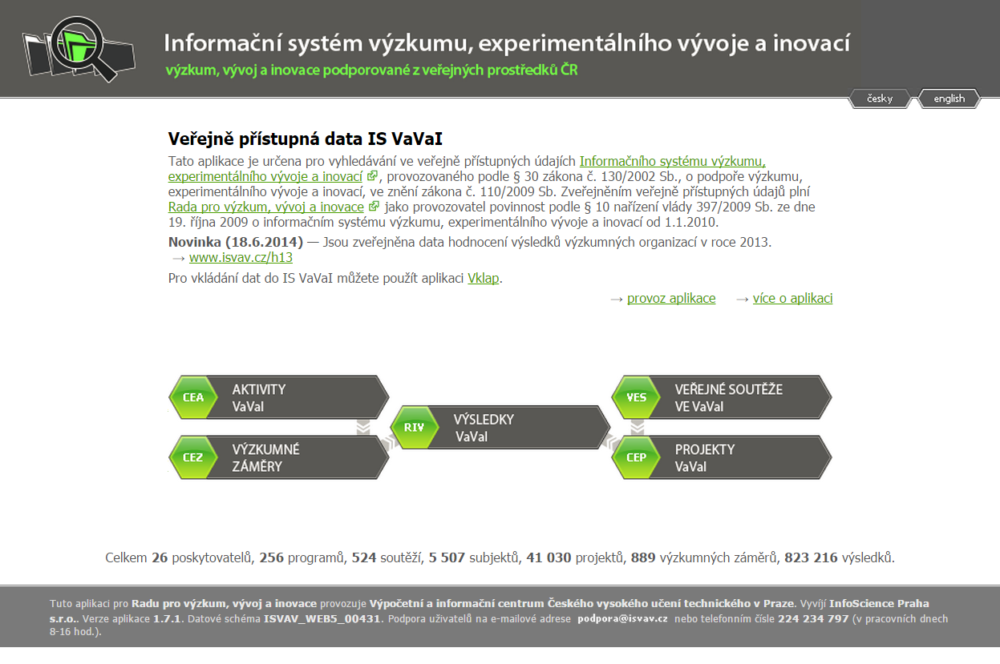 Informační systém výzkumu, experimentálního vývoje a inovací
výzkum, vývoj a inovace podporované z veřejných prostředků ČR
česky
english
Veřejně přístupná data IS VaVaI
Tato aplikace je určena pro vyhledávání ve veřejně přístupných údajích Informačního systému výzkumu,
experimentálního vývoje a inovací, provozovaného podle § 30 zákona č. 130/2002 Sb., o podpoře výzkumu,
experimentálního vývoje a inovací, ve znění zákona č. 110/2009 Sb. Zveřejněním veřejně přístupných údajů plní
Rada pro výzkum, vývoj a inovace jako provozovatel povinnost podle § 10 nařízení vlády 397/2009 Sb. ze dne
19. října 2009 o informačním systému výzkumu, experimentálního vývoje a inovací od 1.1.2010.
Novinka (18.6.2014) — Jsou zveřejněna data hodnocení výsledků výzkumných organizací v roce 2013.
→ www.isvav.cz/h13
Pro vkládání dat do IS VaVaI můžete použít aplikaci Vklap.
→ provoz aplikace → více o aplikaci
CEA AKTIVITY
VaVaI
CEZ VÝZKUMNÉ
ZÁMĚRY
RIV VÝSLEDKY
VaVaI
VES VEŘEJNÉ SOUTĚŽE
VE VaVaI
CEP PROJEKTY
VaVaI
Celkem 26 poskytovatelů, 256 programů, 524 soutěží, 5 507 subjektů, 41 030 projektů, 889 výzkumných záměrů, 823 216 výsledků.
Tuto aplikaci pro Radu pro výzkum, vývoj a inovace provozuje Výpočetní a informační centrum Českého vysokého učení technického v Praze. Vyvíjí InfoScience Praha
s.r.o.. Verze aplikace 1.7.1. Datové schéma ISVAV_WEB5_00431. Podpora uživatelů na e-mailové adrese podpora@isvav.cz nebo telefonním čísle 224 234 797 (v pracovních dnech
8-16 hod.).